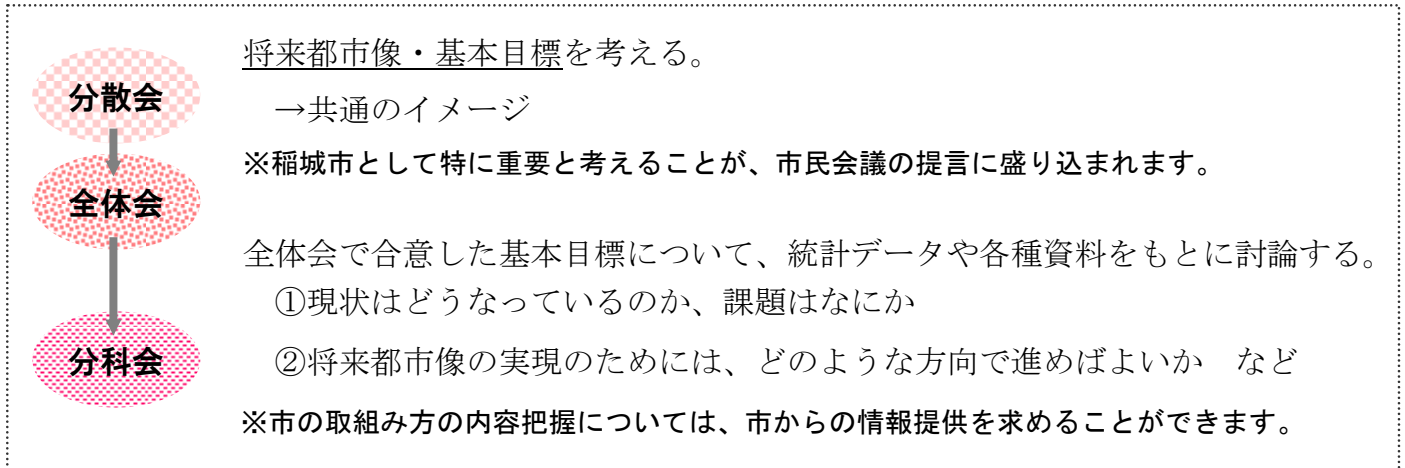 将来都市像・基本目標を考える。
分散会
→共通のイメージ
※稲城市として特に重要と考えることが、市民会議の提言に盛り込まれます。
全体会
全体会で合意した基本目標について、統計データや各種資料をもとに討論する。
①現状はどうなっているのか、課題はなにか
分科会
②将来都市像の実現のためには、どのような方向で進めばよいか　など
※市の取組み方の内容把握については、市からの情報提供を求めることができます。